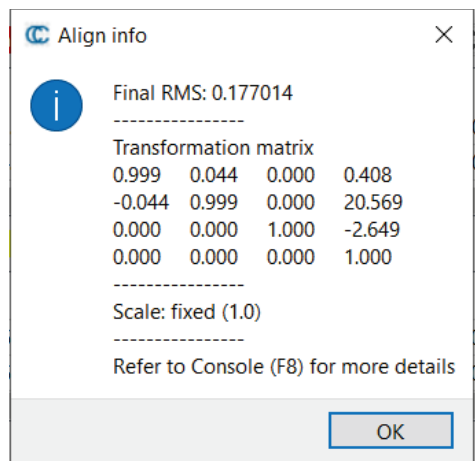 Align info
Final RMS: 0.177014
----------------
Transformation matrix
0.999 0.044 0.000 0.408
-0.044 0.999 0.000 20.569
0.000 0.000 1.000 -2.649
0.000 0.000 0.000 1.000
----------------
Scale: fixed (1.0)
----------------
Refer to Console (F8) for more details
OK